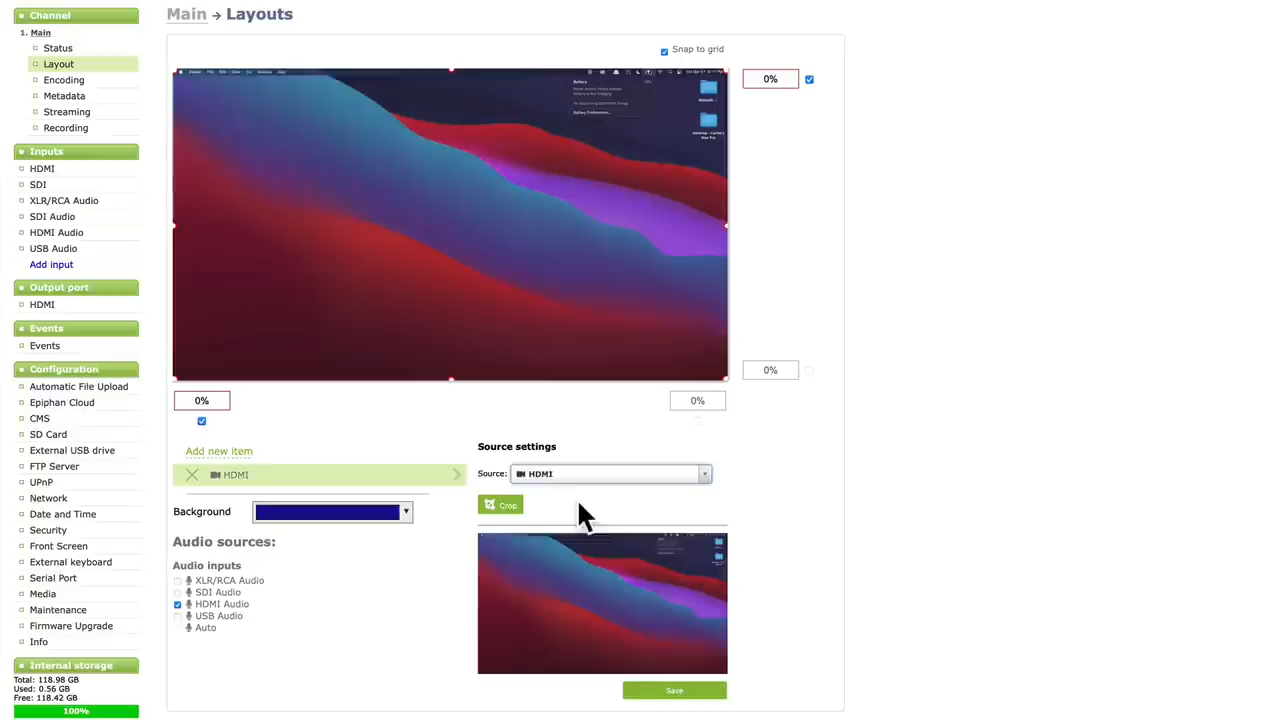 Channel
1. Main
Status
Layout
Encoding
Metadata
Streaming
Recording
Inputs
HDMI
SDI
XLR/RCA Audio
SDI Audio
HDMI Audio
USB Audio
Add input
Output port
HDMI
Events
Events
Configuration
Automatic File Upload
Epiphan Cloud
CMS
SD Card
External USB drive
FTP Server
UPnP
Network
Date and Time
Security
Front Screen
External keyboard
Serial Port
Media
Maintenance
Firmware Upgrade
Info
Internal storage
Total: 118.98 GB
Used: 0.56 GB
Free: 118.42 GB
100%
Main → Layouts
Snap to grid
Battery
Battery Preferences...
0%
0%
0%
0%
Add new item
HDMI
Background
Audio sources:
Audio inputs
XLR/RCA Audio
SDI Audio
HDMI Audio
USB Audio
Auto
Source settings
Source: HDMI
Crop
Save